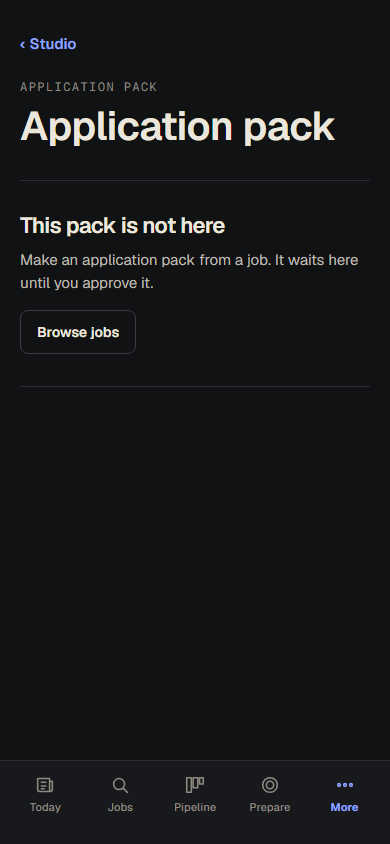 ‹ Studio
APPLICATION PACK
Application pack
This pack is not here
Make an application pack from a job. It waits here
until you approve it.
Browse jobs
Today
Jobs
Pipeline
Prepare
More